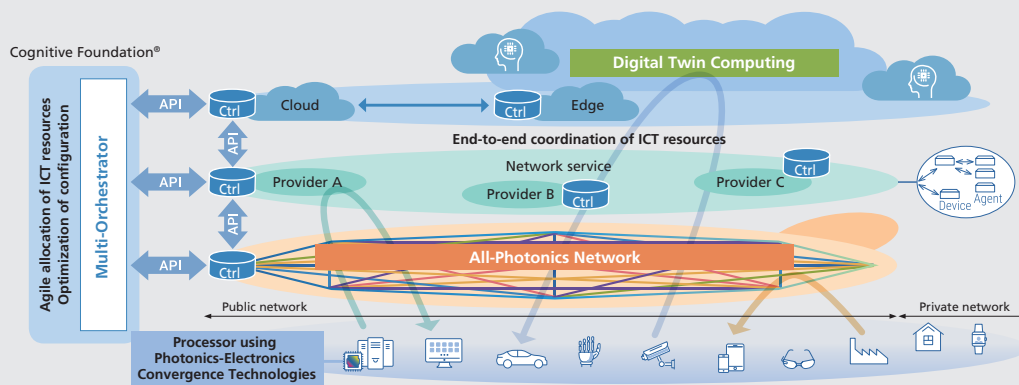 Cognitive Foundation®
Agile allocation of ICT resources
Optimization of configuration
Multi-Orchestrator
API
Ctrl
Cloud
Ctrl
Edge
Digital Twin Computing
API
End-to-end coordination of ICT resources
Network service
API
Ctrl
Provider A
Provider B
Ctrl
Provider C
Ctrl
Device
Agent
API
API
Ctrl
All-Photonics Network
Public network
Private network
Processor using
Photonics-Electronics
Convergence Technologies